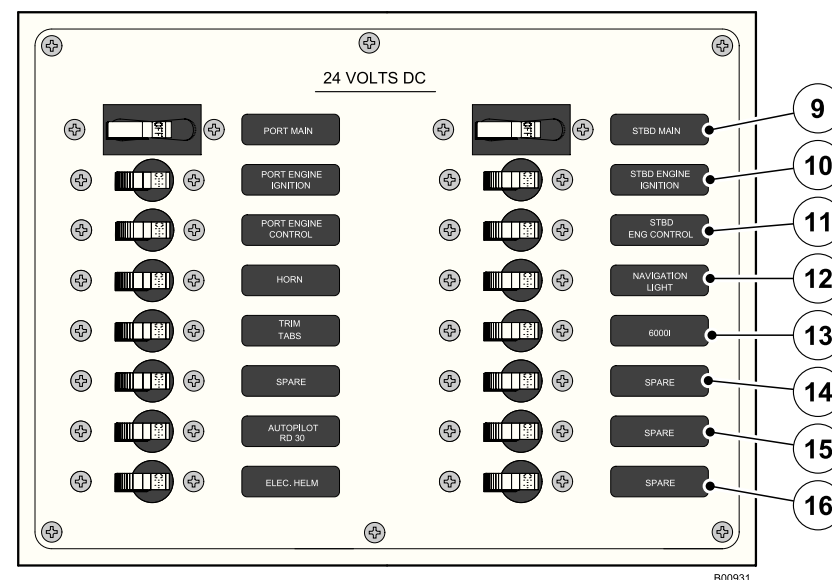 24 VOLTS DC
PORT MAIN
PORT ENGINE
IGNITION
PORT ENGINE
CONTROL
HORN
TRIM
TABS
SPARE
AUTOPILOT
RD 30
ELEC. HELM
STBD MAIN
STBD ENGINE
IGNITION
STBD
ENG CONTROL
NAVIGATION
LIGHT
6000I
SPARE
SPARE
SPARE
9
10
11
12
13
14
15
16
B00931